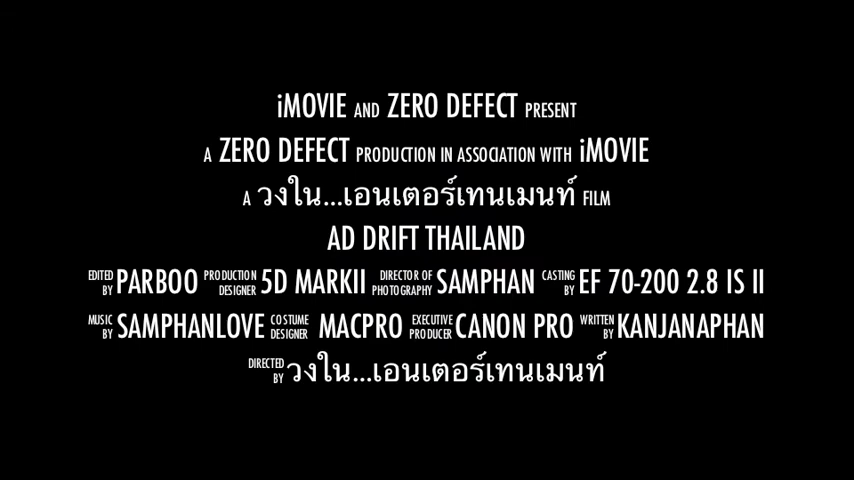 iMOVIE AND ZERO DEFECT PRESENT
A ZERO DEFECT PRODUCTION IN ASSOCIATION WITH iMOVIE
A วงใน...เอนเตอร์เทนเมนท์ FILM
AD DRIFT THAILAND
EDITED BY PARBOO PRODUCTION DESIGNER 5D MARKII DIRECTOR OF PHOTOGRAPHY SAMPHAN CASTING BY EF 70-200 2.8 IS II
MUSIC BY SAMPHANLOVE COSTUME DESIGNER MACPRO EXECUTIVE PRODUCER CANON PRO WRITTEN BY KANJANAPHAN
DIRECTED BY วงใน...เอนเตอร์เทนเมนท์